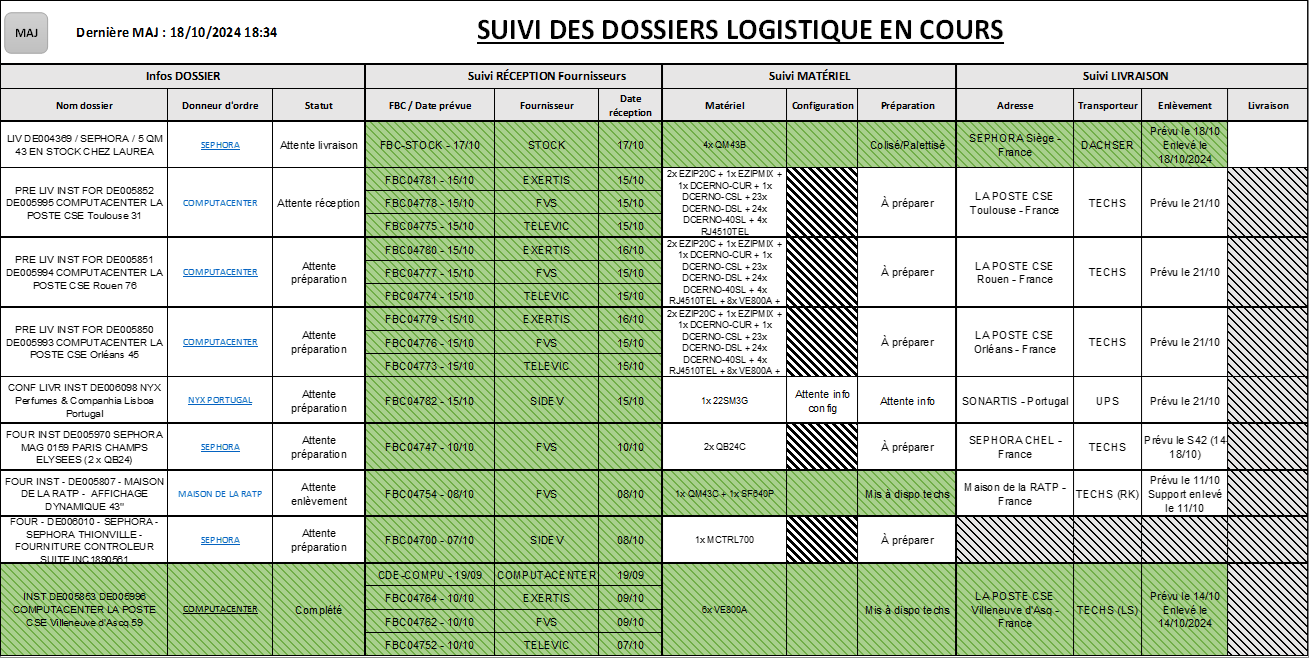 MAJ
Dernière MAJ : 18/10/2024 18:34
SUIVI DES DOSSIERS LOGISTIQUE EN COURS
Infos DOSSIER
Suivi RÉCEPTION Fournisseurs
Suivi MATÉRIEL
Suivi LIVRAISON
Nom dossier
Donneur d'ordre
Statut
FBC / Date prévue
Fournisseur
Date
réception
Matériel
Configuration
Préparation
Adresse
Transporteur
Enlèvement
Livraison
LIV DE004369 / SEPHORA / 5 QM
43 EN STOCK CHEZ LAUREA
SEPHORA
Attente livraison
FBC-STOCK - 17/10
STOCK
17/10
4x QM43B
Colisé/Palettisé
SEPHORA Siège -
France
DACHSER
Prévu le 18/10
Enlevé le
18/10/2024
PRE LIV INST FOR DE005852
DE005995 COMPUTACENTER LA
POSTE CSE Toulouse 31
COMPUTACENTER
Attente réception
FBC04781 - 15/10
EXERTIS
15/10
FBC04778 - 15/10
FVS
15/10
FBC04775 - 15/10
TELEVIC
15/10
2x EZIP20C + 1x EZIPMIX +
1x DCERNO-CUR + 1x
DCERNO-CSL + 23x
DCERNO-DSL + 24x
DCERNO-40SL + 4x
RJ4510TEL
À préparer
LA POSTE CSE
Toulouse - France
TECHS
Prévu le 21/10
PRE LIV INST FOR DE005851
DE005994 COMPUTACENTER LA
POSTE CSE Rouen 76
COMPUTACENTER
Attente
préparation
FBC04780 - 15/10
EXERTIS
16/10
FBC04777 - 15/10
FVS
15/10
FBC04774 - 15/10
TELEVIC
15/10
2x EZIP20C + 1x EZIPMIX +
1x DCERNO-CUR + 1x
DCERNO-CSL + 23x
DCERNO-DSL + 24x
DCERNO-40SL + 4x
RJ4510TEL + 8x VE800A +
À préparer
LA POSTE CSE
Rouen - France
TECHS
Prévu le 21/10
PRE LIV INST FOR DE005850
DE005993 COMPUTACENTER LA
POSTE CSE Orléans 45
COMPUTACENTER
Attente
préparation
FBC04779 - 15/10
EXERTIS
16/10
FBC04776 - 15/10
FVS
15/10
FBC04773 - 15/10
TELEVIC
15/10
2x EZIP20C + 1x EZIPMIX +
1x DCERNO-CUR + 1x
DCERNO-CSL + 23x
DCERNO-DSL + 24x
DCERNO-40SL + 4x
RJ4510TEL + 8x VE800A +
À préparer
LA POSTE CSE
Orléans - France
TECHS
Prévu le 21/10
CONF LIVR INST DE006098 NYX
Perfumes & Companhia Lisboa
Portugal
NYX PORTUGAL
Attente
préparation
FBC04782 - 15/10
SIDEV
15/10
1x 22SM3G
Attente info
config
Attente info
SONARTIS - Portugal
UPS
Prévu le 21/10
FOUR INST DE005970 SEPHORA
MAG 0159 PARIS CHAMPS
ELYSEES (2 x QB24)
SEPHORA
Attente
préparation
FBC04747 - 10/10
FVS
10/10
2x QB24C
À préparer
SEPHORA CHEL -
France
TECHS
Prévu le S42 (14
18/10)
FOUR INST - DE005807 - MAISON
DE LA RATP - AFFICHAGE
DYNAMIQUE 43"
MAISON DE LA RATP
Attente
enlèvement
FBC04754 - 08/10
FVS
08/10
1x QM43C + 1x SF640P
Mis à dispo techs
Maison de la RATP -
France
TECHS (RK)
Prévu le 11/10
Support enlevé
le 11/10
FOUR - DE006010 - SEPHORA -
SEPHORA THIONVILLE -
FOURNITURE CONTROLEUR
SUITE INC1890561
SEPHORA
Attente
préparation
FBC04700 - 07/10
SIDEV
08/10
1x MCTRL700
À préparer
INST DE005853 DE005996
COMPUTACENTER LA POSTE
CSE Villeneuve d'Ascq 59
COMPUTACENTER
Complété
CDE-COMPU - 19/09
COMPUTACENTER
19/09
FBC04764 - 10/10
EXERTIS
09/10
FBC04762 - 10/10
FVS
09/10
FBC04752 - 10/10
TELEVIC
07/10
6x VE800A
Mis à dispo techs
LA POSTE CSE
Villeneuve d'Asq -
France
TECHS (LS)
Prévu le 14/10
Enlevé le
14/10/2024